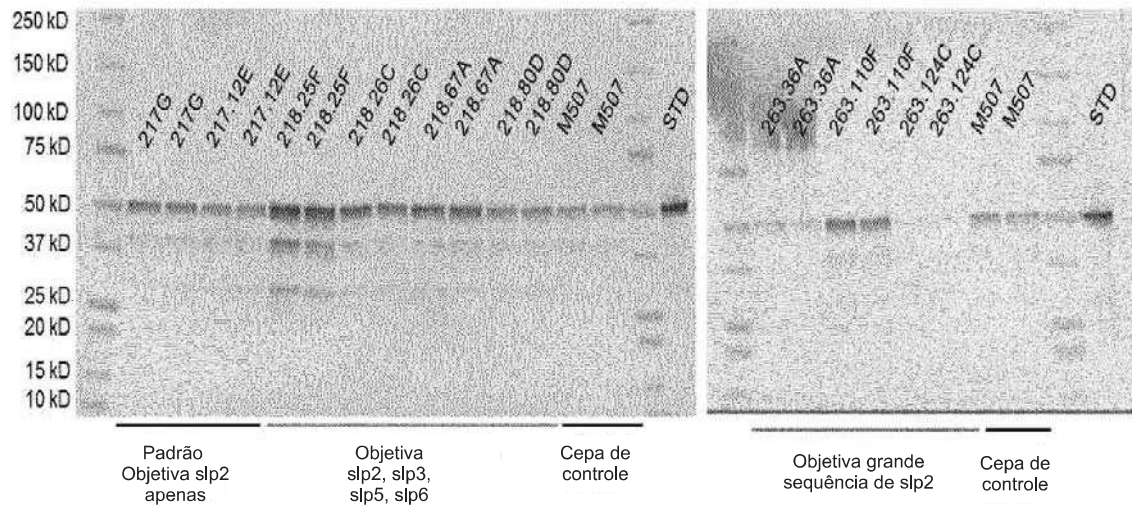 250 kD
150 kD
100 kD
75 kD
50 kD
37 kD
25 kD
20 kD
15 kD
10 kD
217G
217G
217.12E
217.12E
218.25F
218.25F
218.26C
218.26C
218.67A
218.67A
218.80D
218.80D
M507
M507
STD
263.36A
263.36A
263.110F
263.110F
263.124C
263.124C
M507
M507
STD
Padrão
Objetiva slp2
apenas
Objetiva
slp2, slp3,
slp5, slp6
Cepa de
controle
Objetiva grande
sequência de slp2
Cepa de
controle